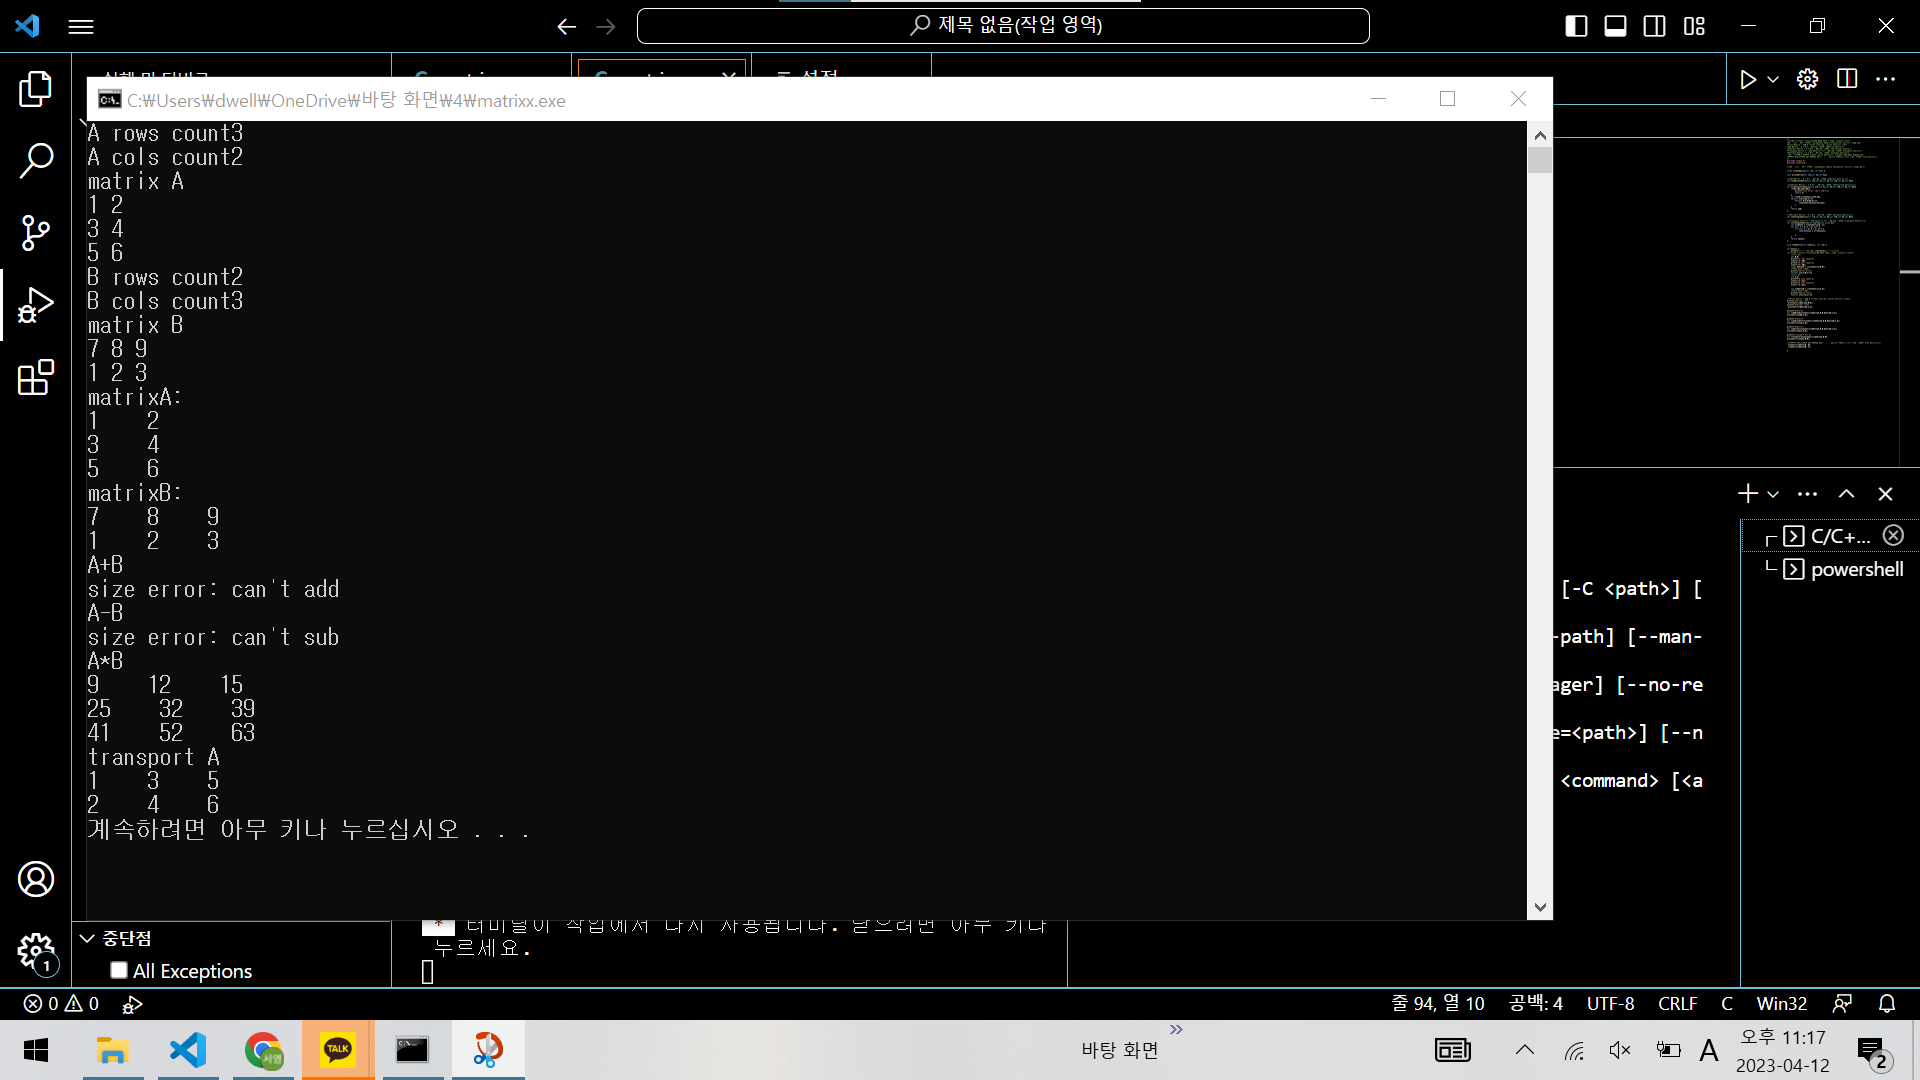 제목 없음(작업 영역)
C:\Users\dwell\OneDrive\바탕 화면\4\matrixx.exe
A rows count3
A cols count2
matrix A
1 2
3 4
5 6
B rows count2
B cols count3
matrix B
7 8 9
1 2 3
matrixA:
1 2
3 4
5 6
matrixB:
7 8 9
1 2 3
A+B
size error: can't add
A-B
size error: can't sub
A*B
9 12 15
25 32 39
41 52 63
transport A
1 3 5
2 4 6
계속하려면 아무 키나 누르십시오 . . .
C/C+...
powershell
[-C <path>] [
-path] [--man-
ager] [--no-re
e=<path>] [--n
<command> [<a
* 터미널이 작업에서 다시 사용됩니다. 닫으려면 아무 키나
누르세요.
중단점
All Exceptions
1
0 0
줄 94, 열 10
공백: 4
UTF-8
CRLF
C
Win32
TALK
서연
바탕 화면
A
오후 11:17
2023-04-12
2